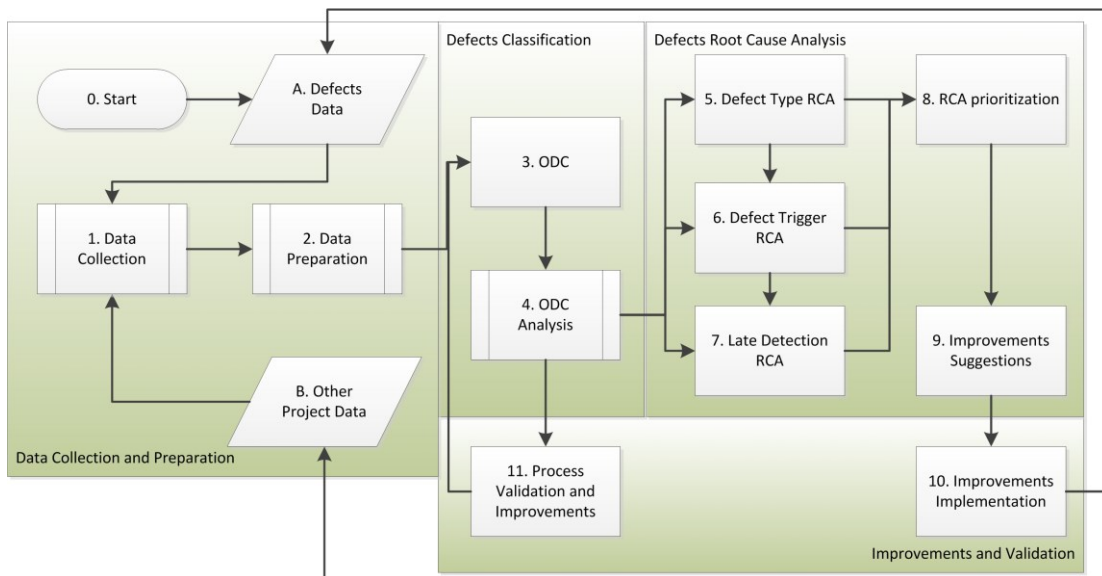 Defects Classification
Defects Root Cause Analysis
0. Start
A. Defects
Data
5. Defect Type RCA
8. RCA prioritization
3. ODC
1. Data
Collection
2. Data
Preparation
6. Defect Trigger
RCA
4. ODC
Analysis
7. Late Detection
RCA
9. Improvements
Suggestions
B. Other
Project Data
Data Collection and Preparation
11. Process
Validation and
Improvements
10. Improvements
Implementation
Improvements and Validation